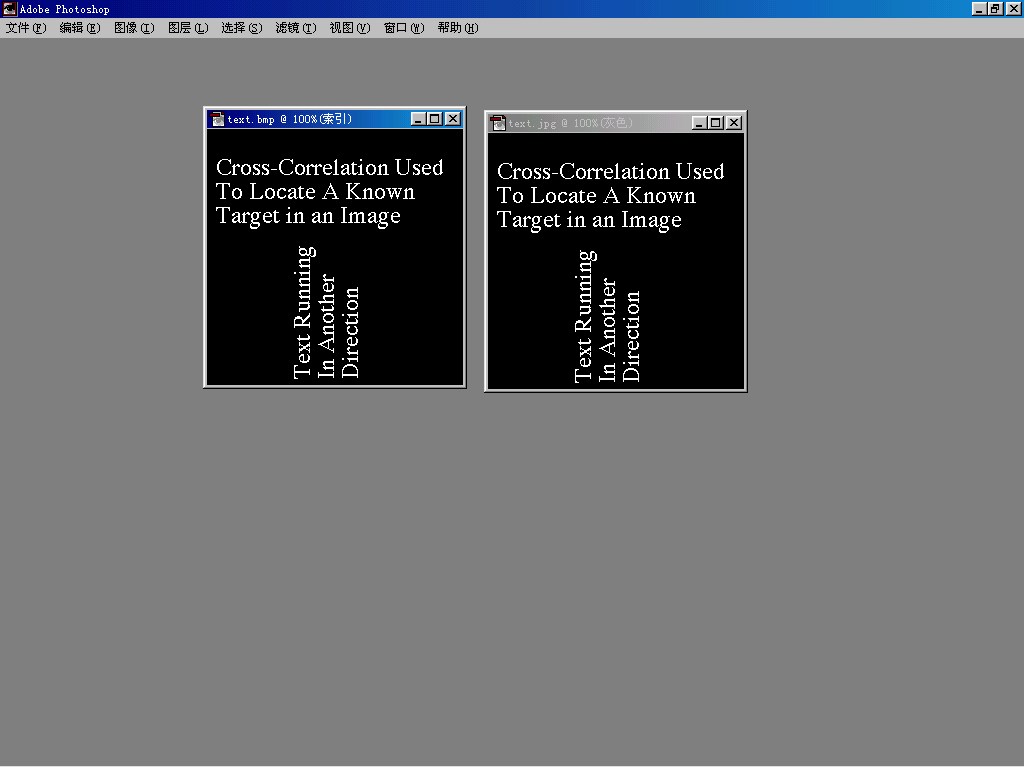 Adobe Photoshop
文件(F) 编辑(E) 图像(I) 图层(L) 选择(S) 滤镜(T) 视图(V) 窗口(W) 帮助(H)
text.bmp @ 100%(索引)
Cross-Correlation Used
To Locate A Known
Target in an Image
Text Running
In Another
Direction
text.jpg @ 100%(灰色)
Cross-Correlation Used
To Locate A Known
Target in an Image
Text Running
In Another
Direction